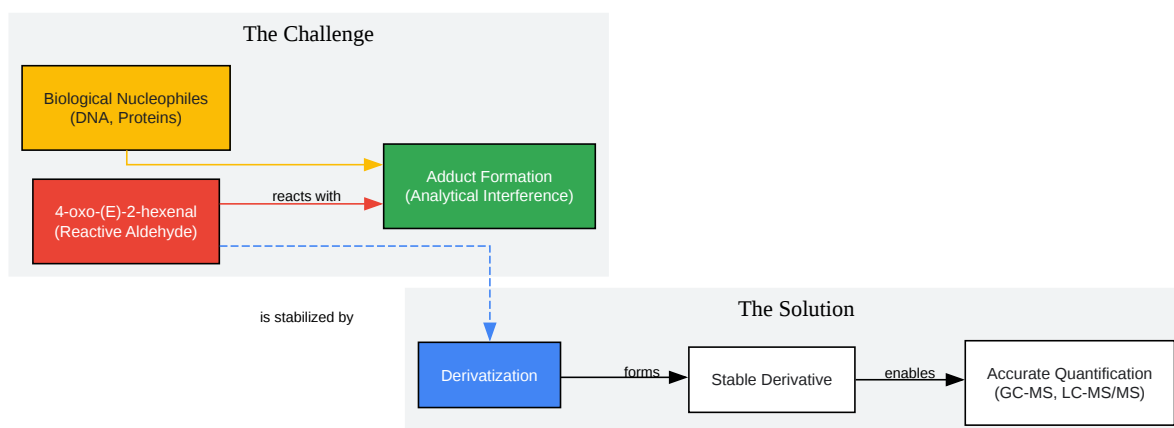 The Challenge
Biological Nucleophiles
(DNA, Proteins)
4-oxo-(E)-2-hexenal
(Reactive Aldehyde)
reacts with
Adduct Formation
(Analytical Interference)
is stabilized by
The Solution
Derivatization
forms
Stable Derivative
enables
Accurate Quantification
(GC-MS, LC-MS/MS)